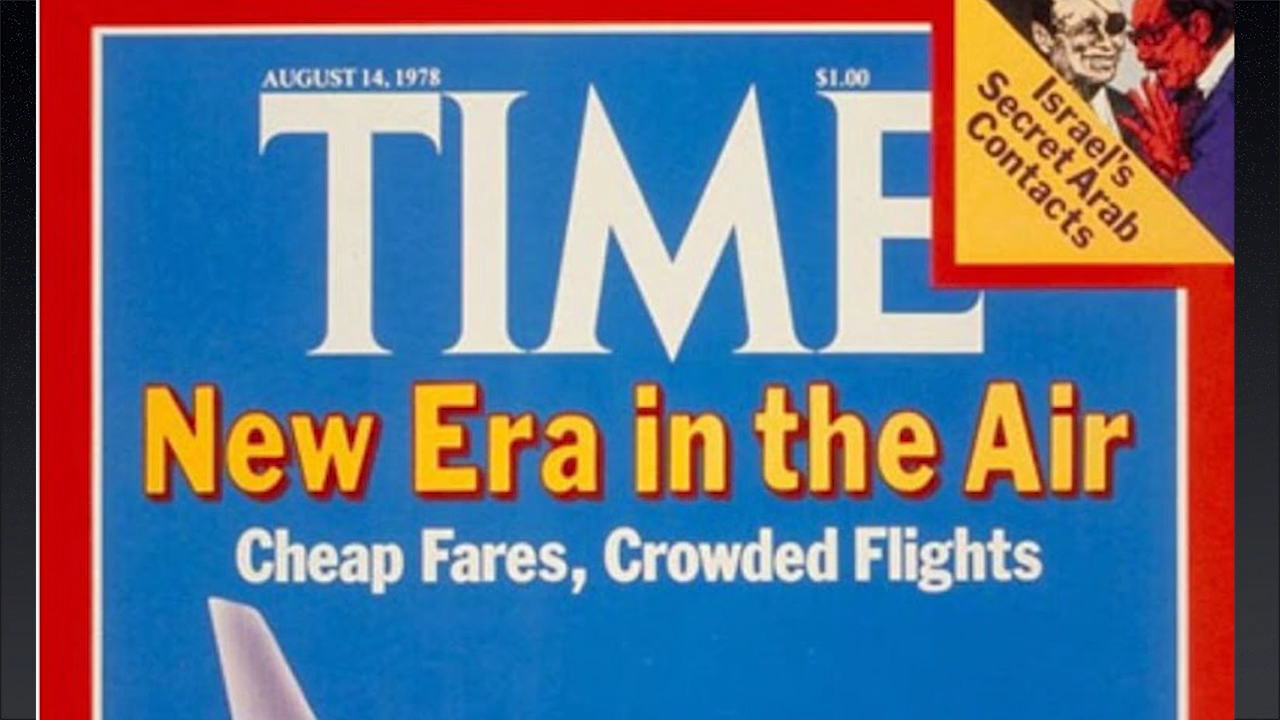 AUGUST 14, 1978
$1.00
TIME
Israel's
Secret Arab
Contacts
New Era in the Air
Cheap Fares, Crowded Flights